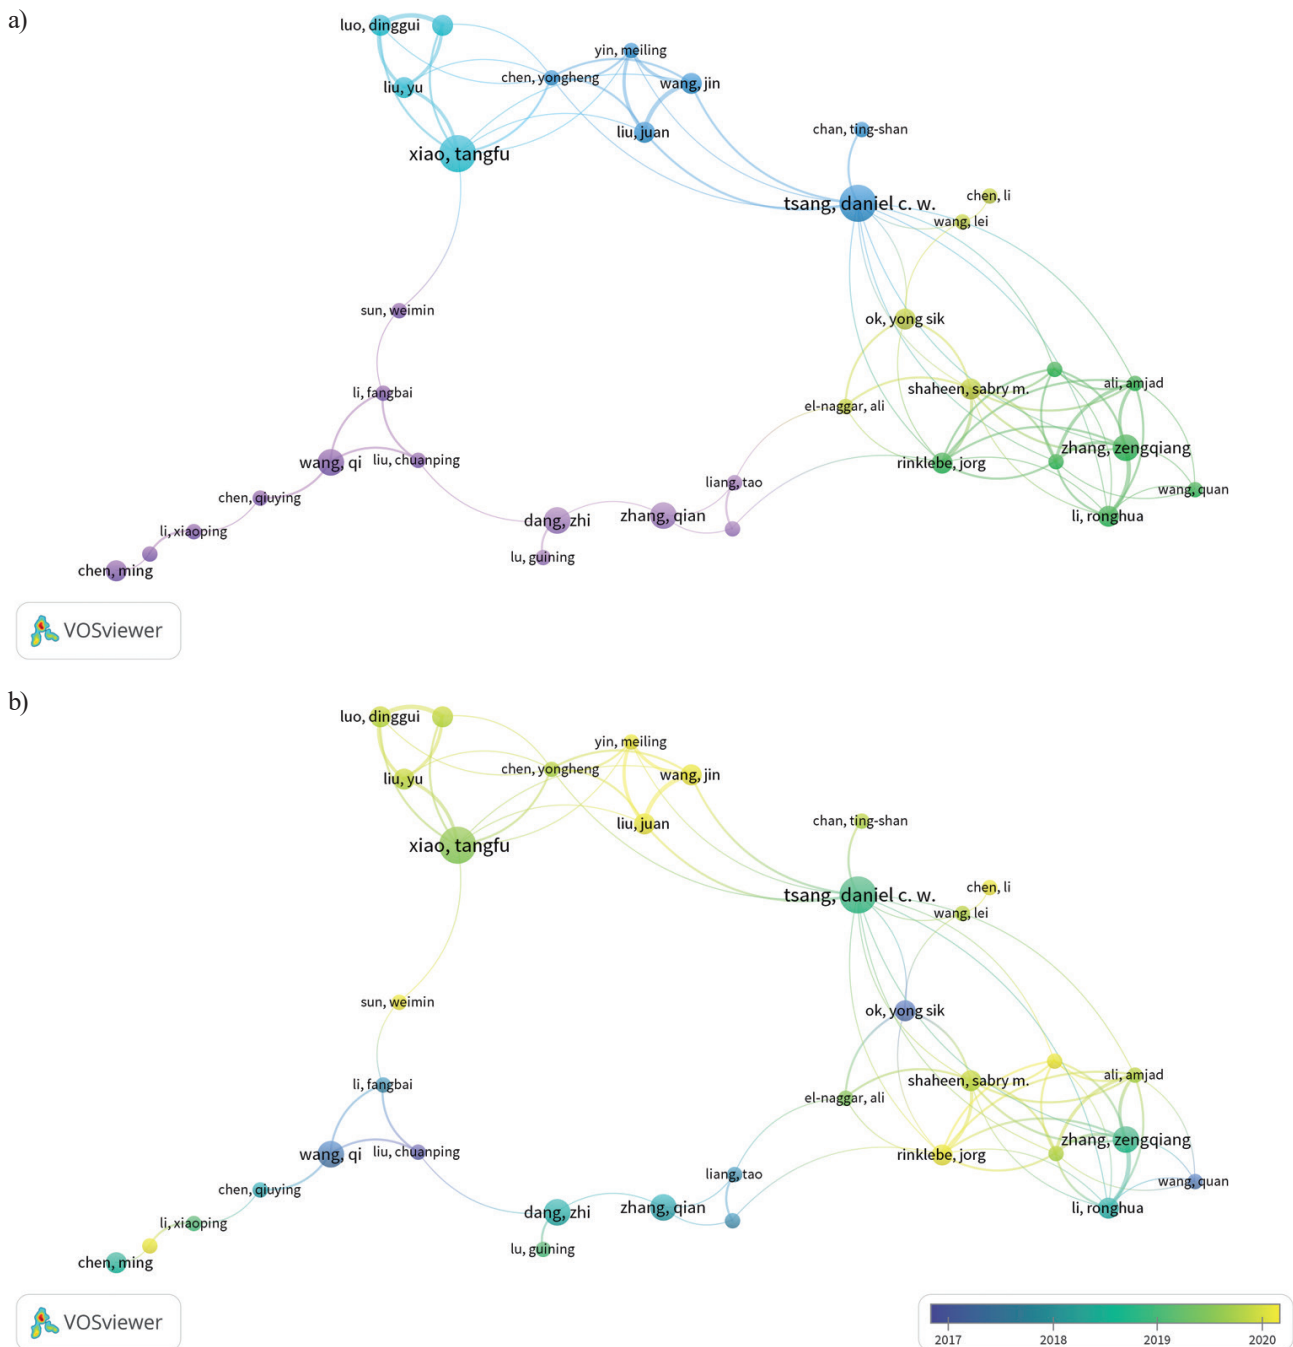 a)
luo, dinggui
yin, meiling
chen, yongheng
wang, jin
liu, yu
chan, ting-shan
liu, juan
xiao, tangfu
chen, li
tsang, daniel c. w.
wang, lei
sun, weimin
ok, yong sik
ali, amjad
shaheen, sabry m.
li, fangbai
el-naggar, ali
zhang, zengqiang
wang, qi
liu, chuanping
rinklebe, jorg
liang, tao
wang, quan
chen, qiuying
zhang, qian
li, ronghua
dang, zhi
li, xiaoping
lu, guining
chen, ming
VOSviewer
b)
luo, dinggui
yin, meiling
chen, yongheng
wang, jin
liu, yu
chan, ting-shan
liu, juan
xiao, tangfu
chen, li
tsang, daniel c. w.
wang, lei
sun, weimin
ok, yong sik
ali, amjad
shaheen, sabry m.
li, fangbai
el-naggar, ali
zhang, zengqiang
wang, qi
liu, chuanping
rinklebe, jorg
liang, tao
wang, quan
chen, qiuying
zhang, qian
li, ronghua
dang, zhi
li, xiaoping
lu, guining
chen, ming
VOSviewer
2017 2018 2019 2020